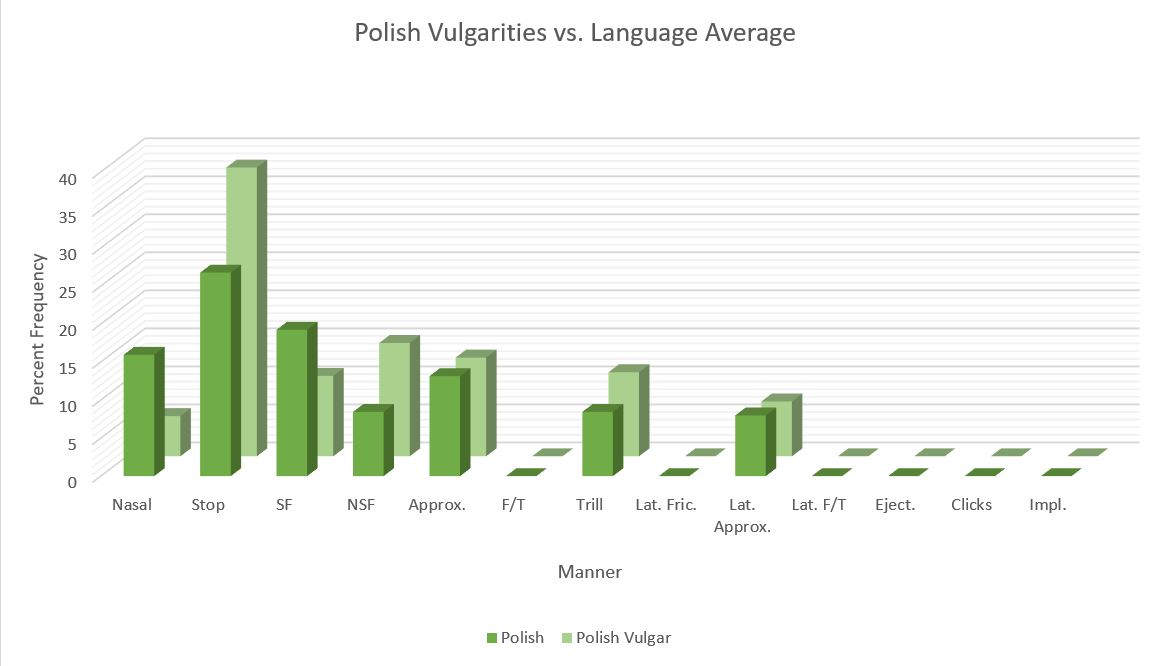 Polish Vulgarities vs. Language Average
Percent Frequency
40
35
30
25
20
15
10
5
0
Nasal Stop SF NSF Approx. F/T Trill Lat. Fric. Lat. Lat. F/T Eject. Clicks Impl.
Approx.
Manner
Polish Polish Vulgar